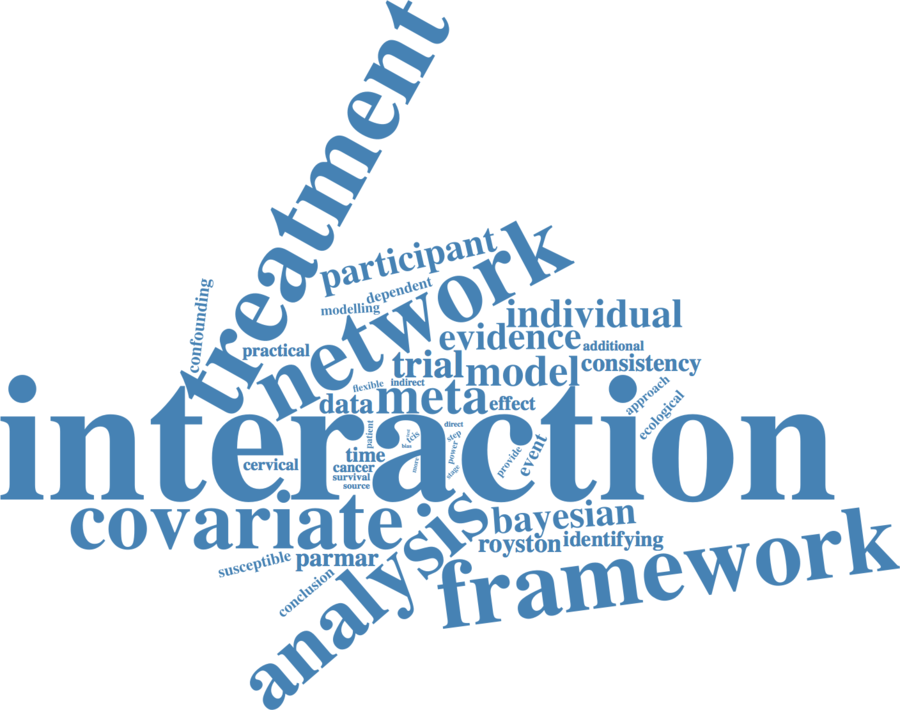 treatment
participant
network
confounding
dependent
modelling
individual
evidence
practical
additional
trial
model
consistency
flexible
indirect
data
meta
effect
approach
ecological
interaction
direct
patient
step
power
event
provide
time
cervical
cancer
survival
source
stage
covariate
analysis
bayesian
royston
identifying
susceptible
parmar
framework
conclusion